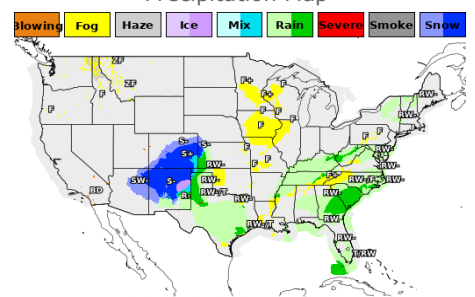 Precipitation Map
Blowing Fog Haze Ice Mix Rain Severe Smoke Snow
ZF
ZF
F
F
F+
F
F+
F
F
F
F
RW-
RW-
F
F
F
S-
S-
S+
F
F
F
RW-
RW-
RW-
SW-
S-
RW-
F+
RW-/F+
RW-
BD
R-
RW-/T
RW-
RW-
RW-/T
RW-
T/RW